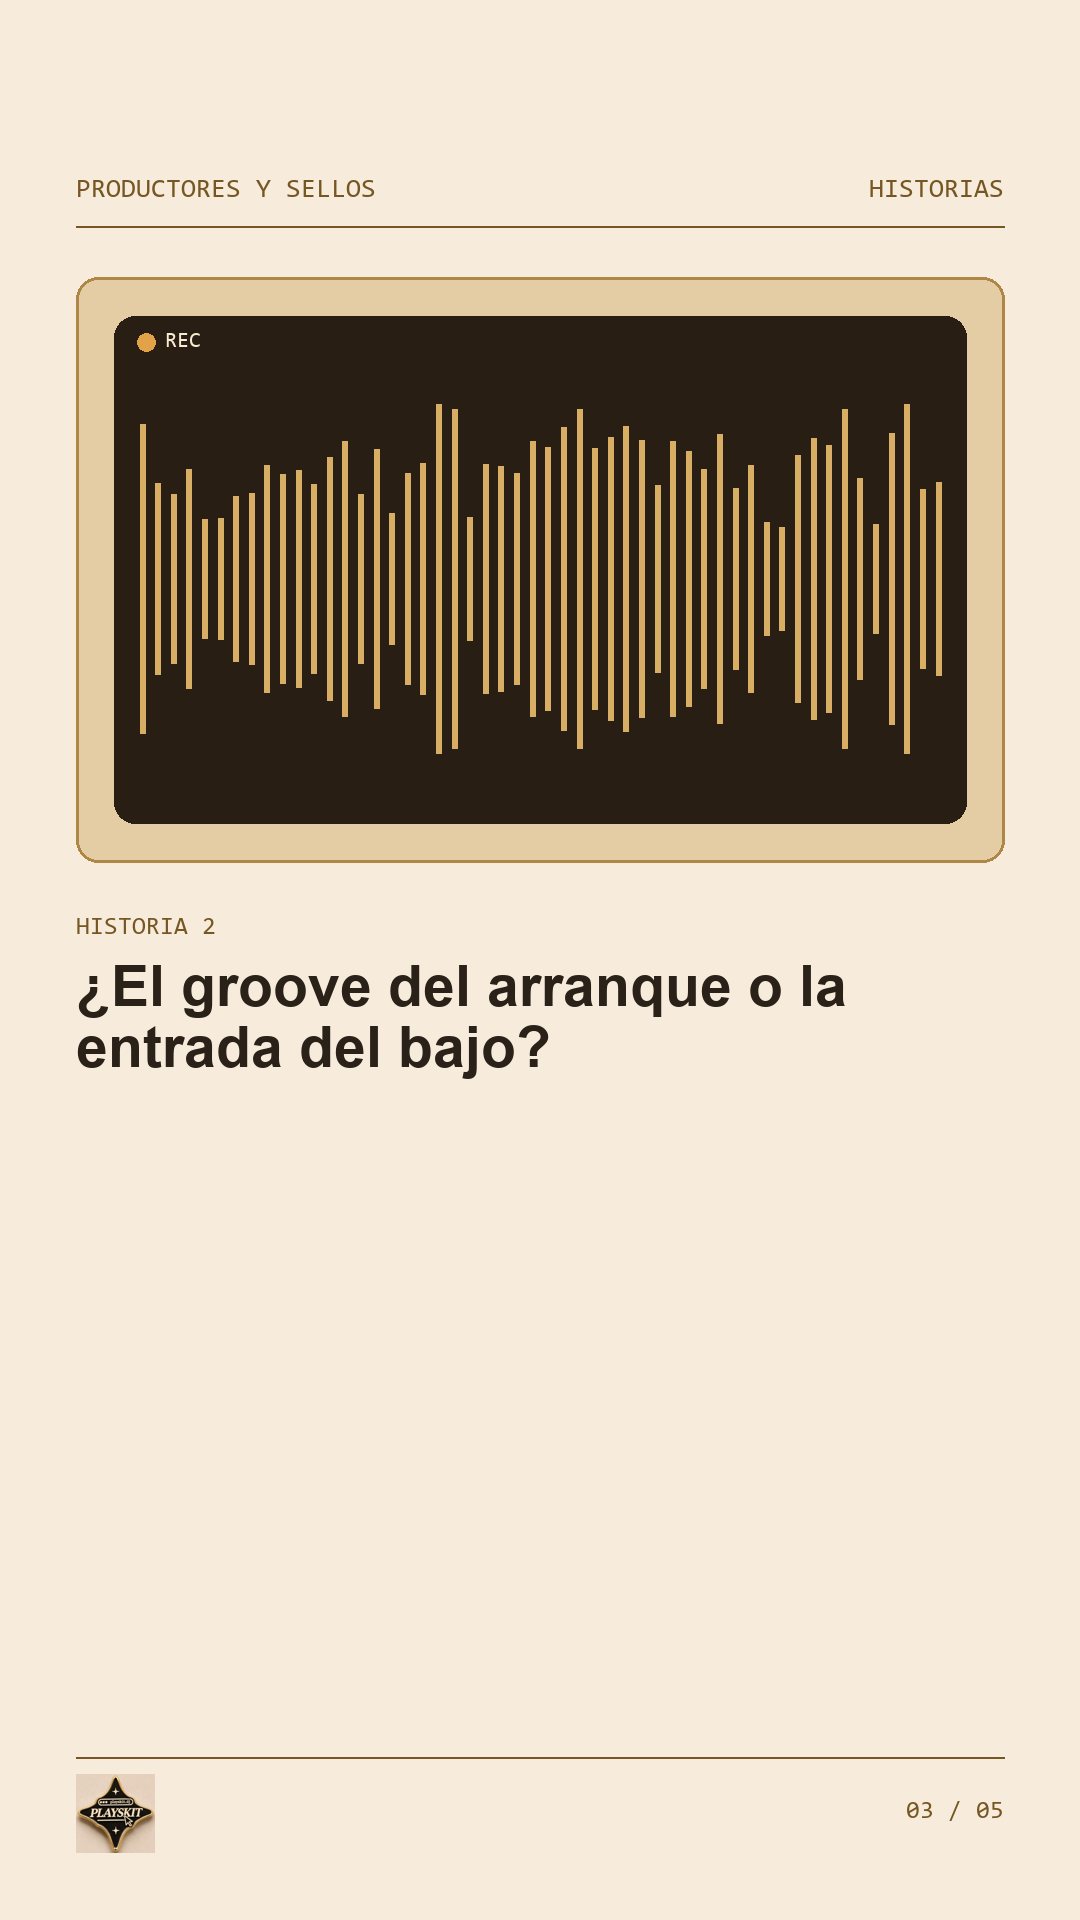 PRODUCTORES Y SELLOS
HISTORIAS
REC
HISTORIA 2
¿El groove del arranque o la
entrada del bajo?
PLAYSKIT
03 / 05